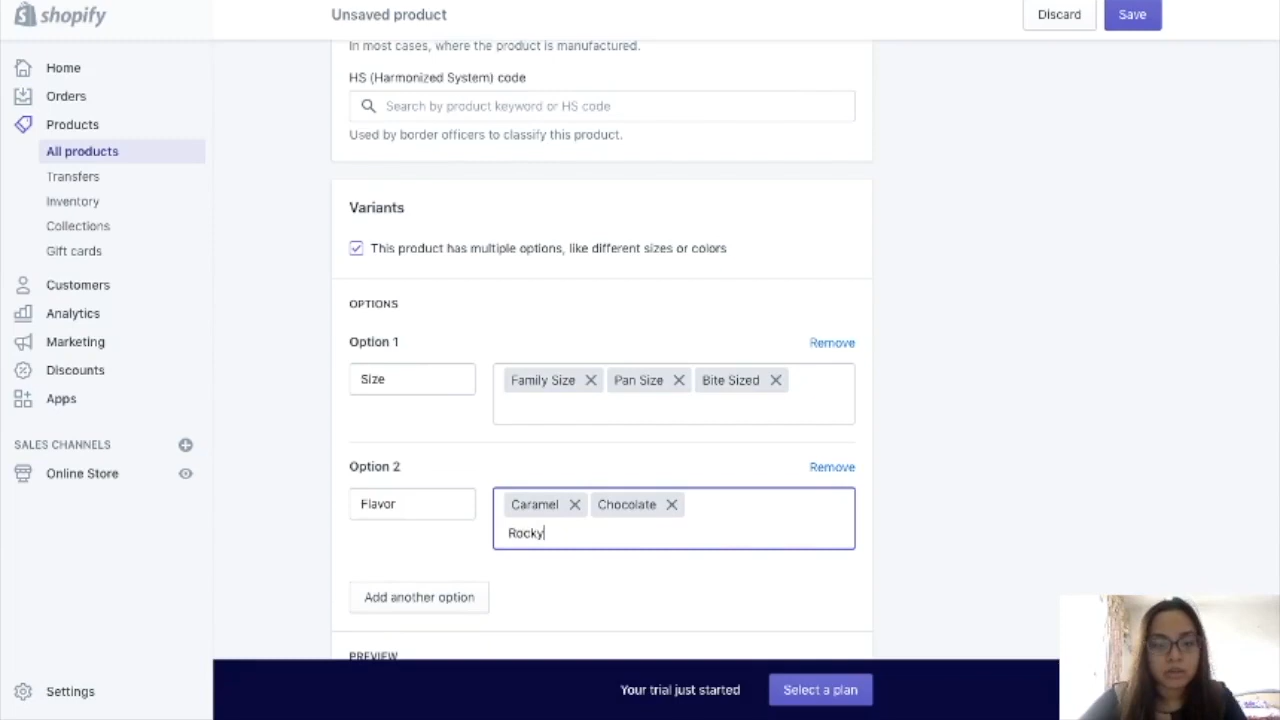 shopify
Unsaved product
Discard
Save
Home
Orders
Products
All products
Transfers
Inventory
Collections
Gift cards
Customers
Analytics
Marketing
Discounts
Apps
SALES CHANNELS
Online Store
Settings
In most cases, where the product is manufactured.
HS (Harmonized System) code
Search by product keyword or HS code
Used by border officers to classify this product.
Variants
This product has multiple options, like different sizes or colors
OPTIONS
Option 1
Remove
Size
Family Size Pan Size Bite Sized
Option 2
Remove
Flavor
Caramel Chocolate
Rocky
Add another option
PREVIEW
Your trial just started
Select a plan